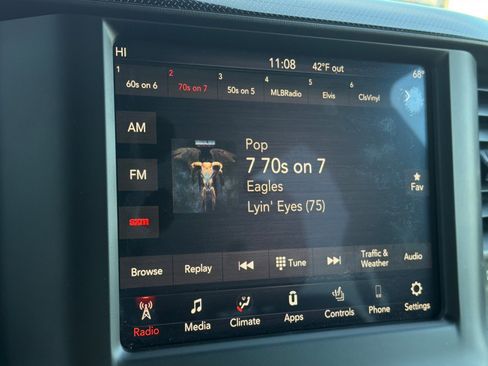 HI 11:08 42°F out 68°
1 60s on 6 2 70s on 7 3 50s on 5 4 MLBRadio 5 Elvis 6 ClsVinyl
AM
FM
SXM
Pop
7 70s on 7
Eagles
Lyin' Eyes (75)
Fav
Browse Replay Tune Traffic & Weather Audio
Radio Media Climate Apps Controls Phone Settings